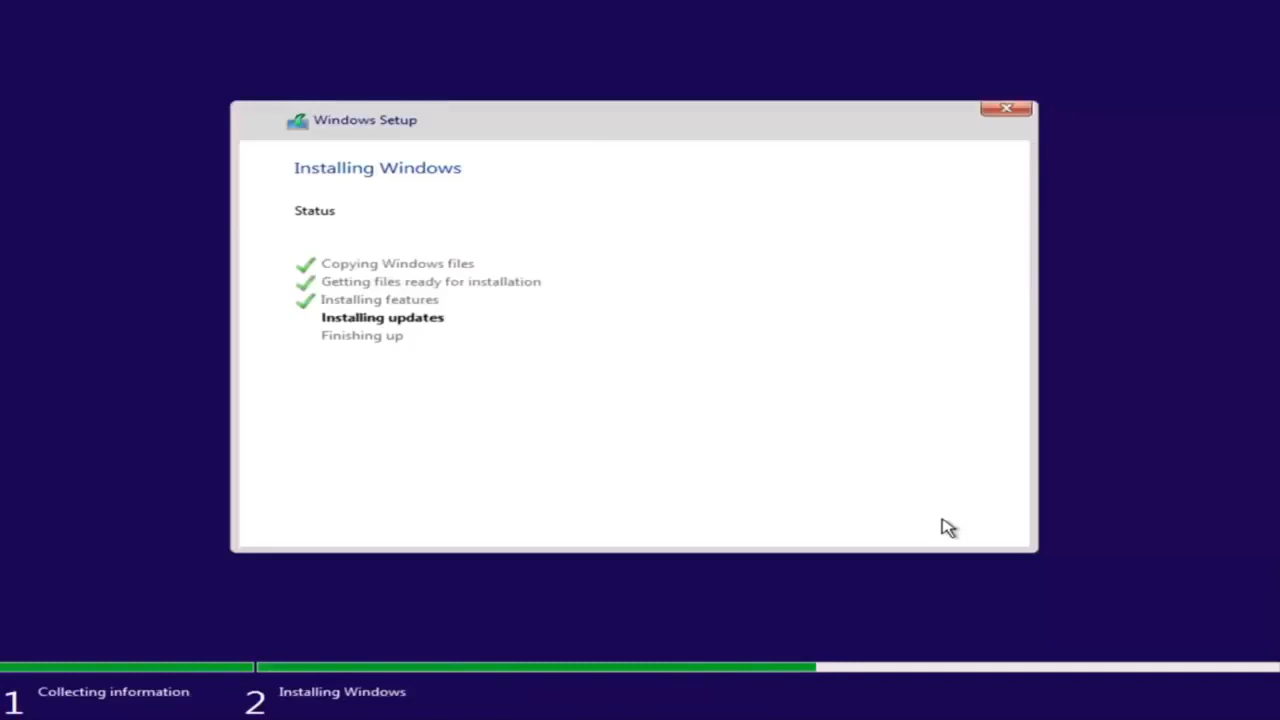 Windows Setup
Installing Windows
Status
Copying Windows files
Getting files ready for installation
Installing features
Installing updates
Finishing up
1 Collecting information
2 Installing Windows